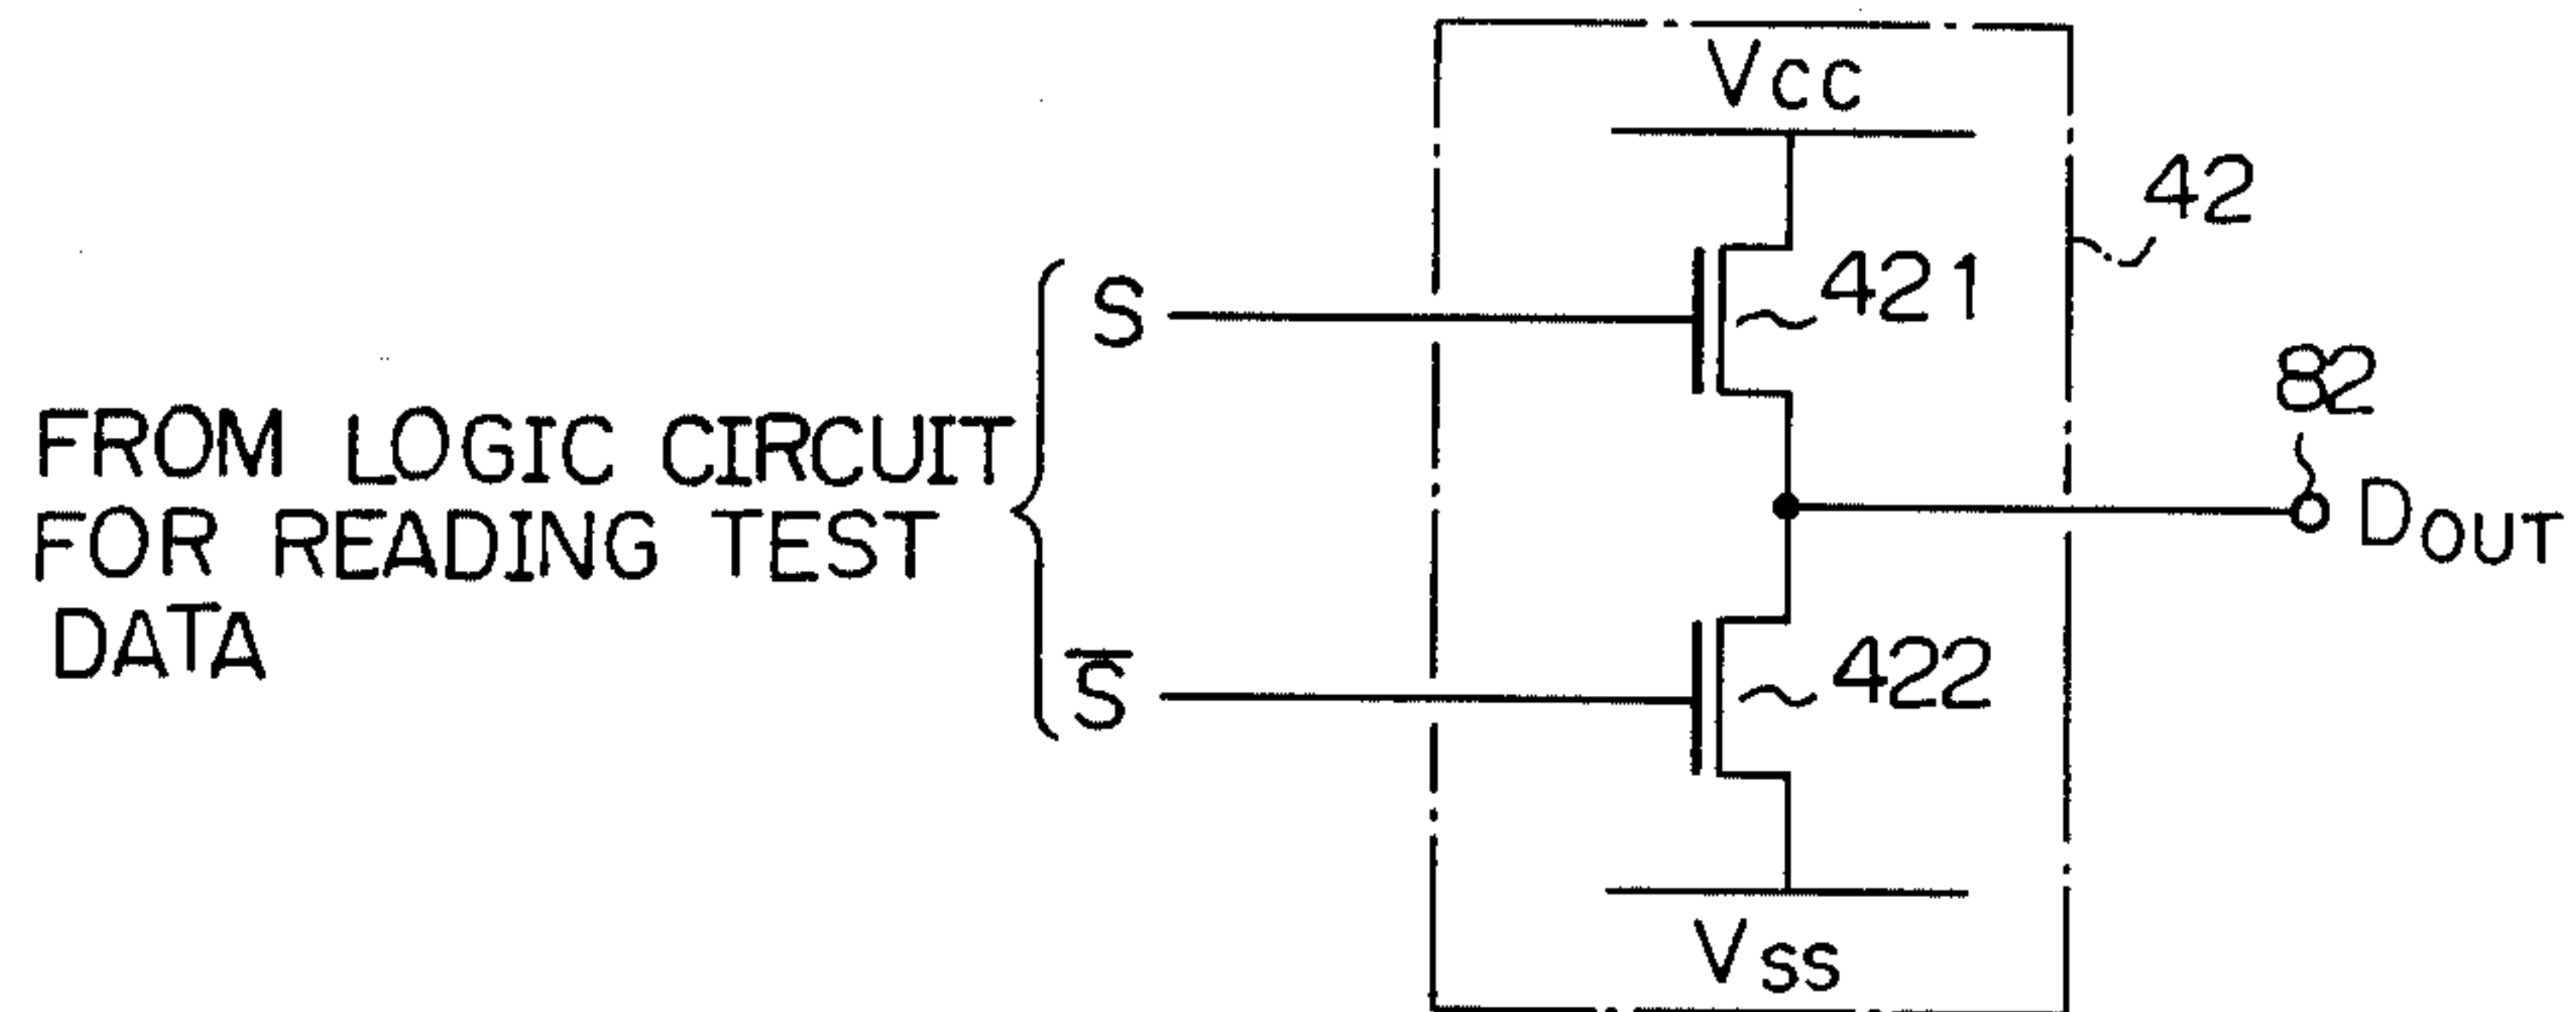 VCC
42
S
421
82
FROM LOGIC CIRCUIT
FOR READING TEST
DATA
DOUT
S̅
422
VSS